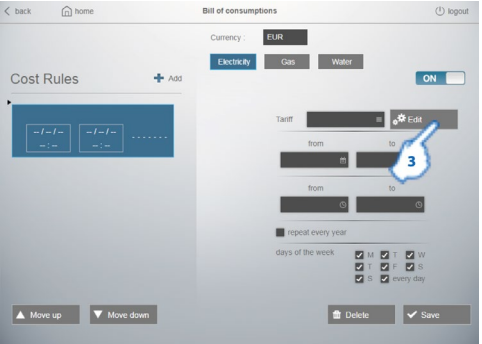 back home Bill of consumptions logout
Currency : EUR
Electricity Gas Water
Cost Rules Add
ON
-- / -- / -- -- / -- / --
-- : -- -- : -- - - - - - - -
Tariff Edit
from to
3
from to
repeat every year
days of the week M T W
T F S
S every day
Move up Move down Delete Save